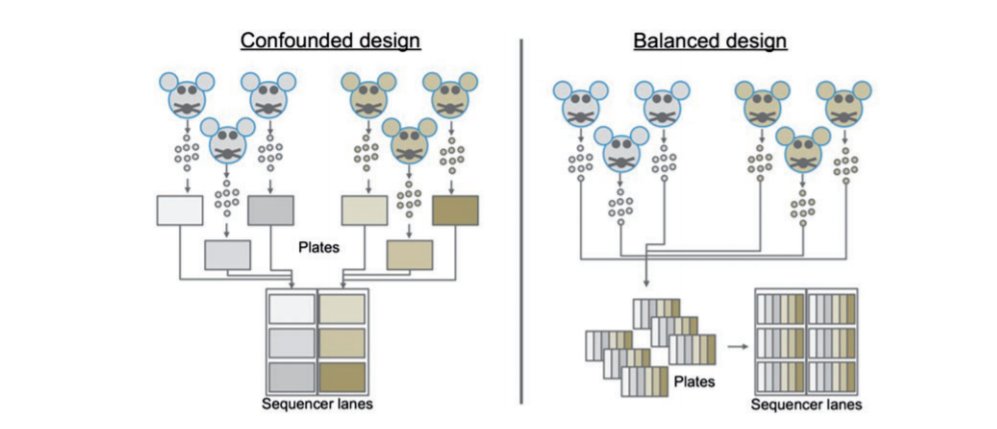 Confounded design
Balanced design
Plates
Plates
Sequencer lanes
Sequencer lanes